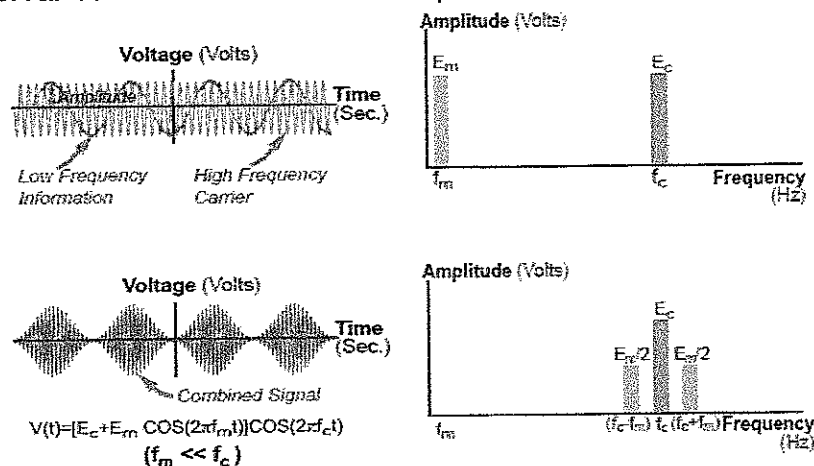 Voltage (Volts)
Amplitude
Time
(Sec.)
Low Frequency
Information
High Frequency
Carrier
Amplitude (Volts)
Em
Ec
fm
fc
Frequency
(Hz)
Voltage (Volts)
Time
(Sec.)
Combined Signal
V(t)=[Ec+Em COS(2πfmt)]COS(2πfct)
(fm << fc)
Amplitude (Volts)
Ec
Em/2
Em/2
fm
(fc-fm)
fc
(fc+fm)
Frequency
(Hz)